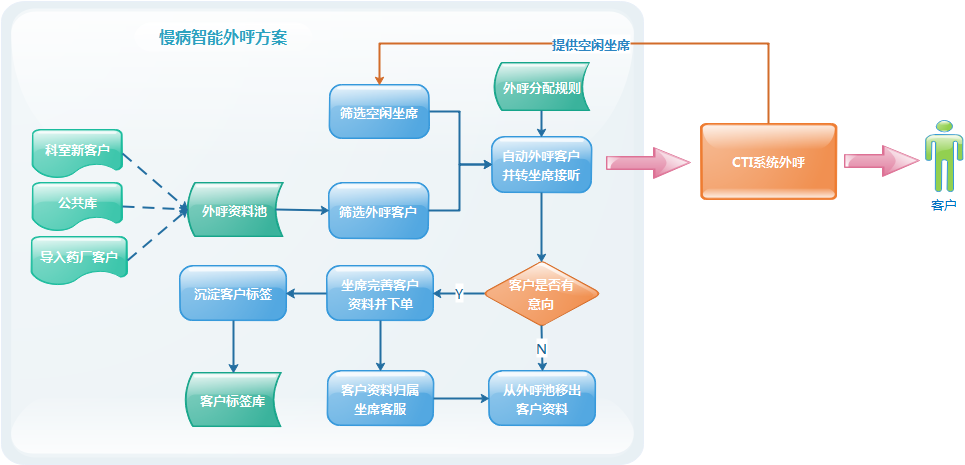 慢病智能外呼方案
提供空闲坐席
外呼分配规则
筛选空闲坐席
科室新客户
自动外呼客户
并转坐席接听
CTI系统外呼
公共库
外呼资料池
筛选外呼客户
客户
导入药厂客户
沉淀客户标签
坐席完善客户
资料并下单
Y
客户是否有
意向
N
客户标签库
客户资料归属
坐席客服
从外呼池移出
客户资料